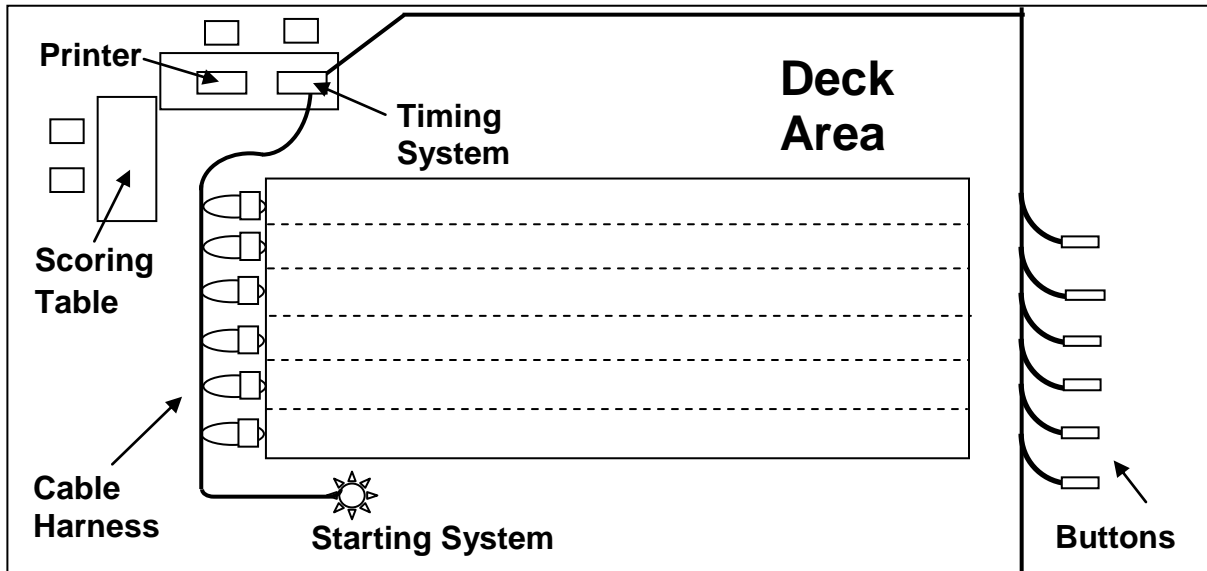 Printer
Deck
Area
Timing
System
Scoring
Table
Cable
Harness
Starting System
Buttons